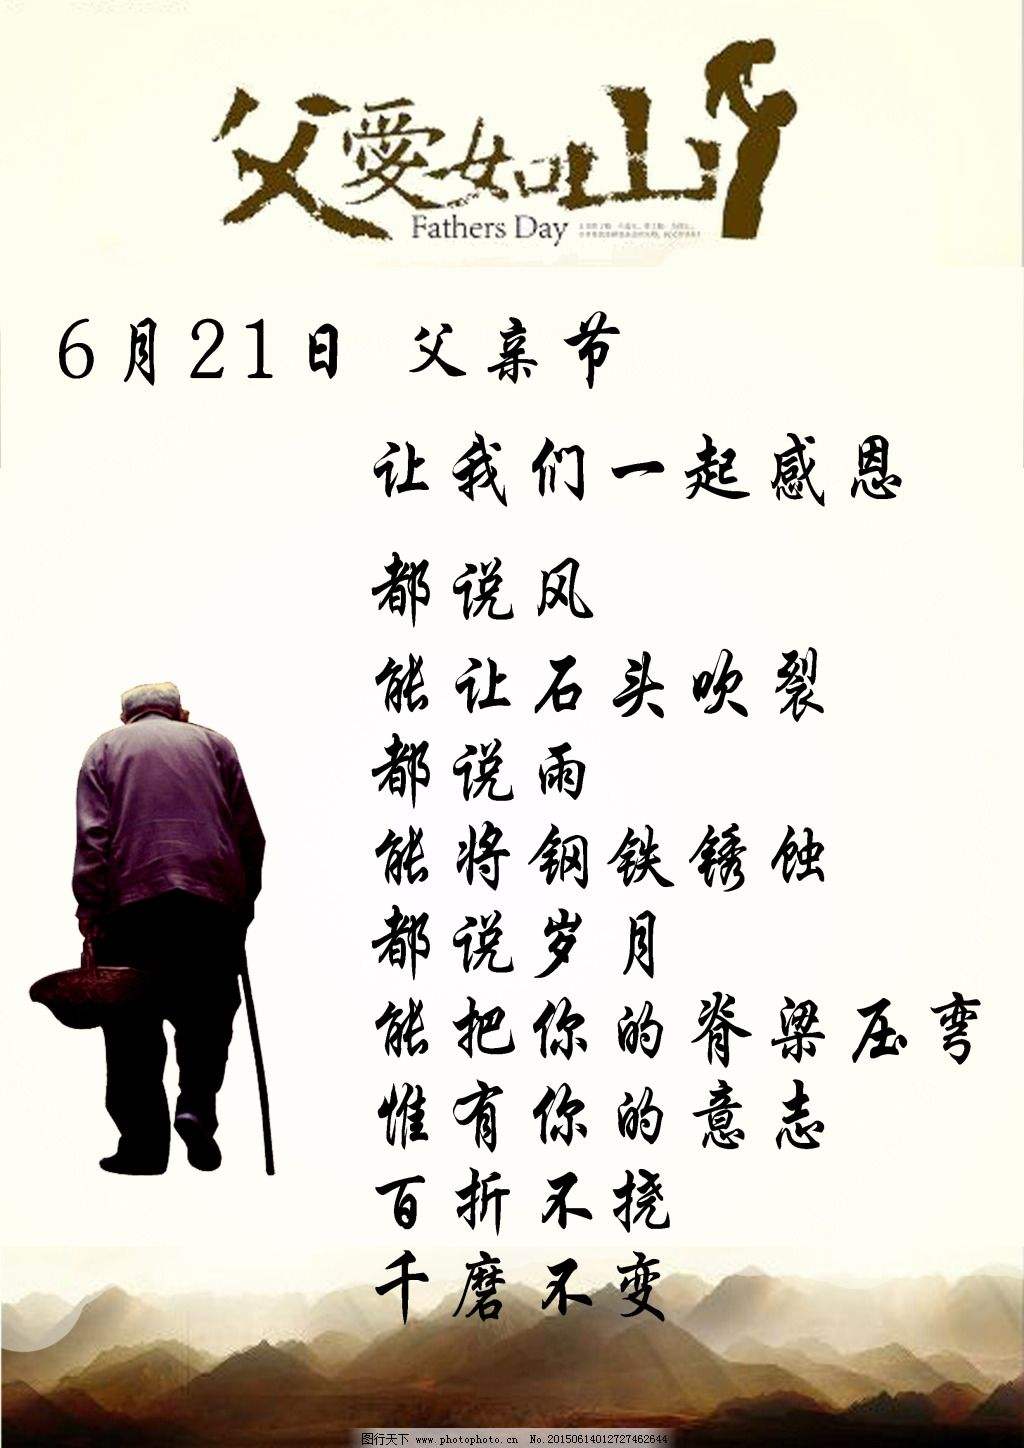 父愛如山
Fathers Day
6月21日 父亲节
让我们一起感恩
都说风
能让石头吹裂
都说雨
能将钢铁锈蚀
都说岁月
能把你的脊梁压弯
惟有你的意志
百折不挠
千磨不变
图行天下 www.photophoto.cn No.20150614012727462644